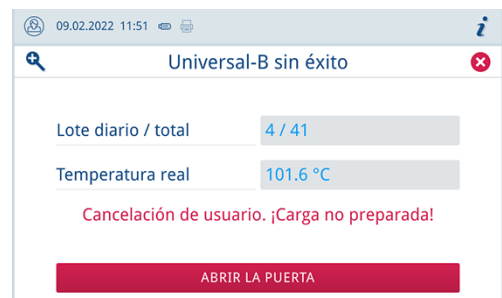 09.02.2022 11:51 i
Universal-B sin éxito
Lote diario / total 4 / 41
Temperatura real 101.6 °C
Cancelación de usuario. ¡Carga no preparada!
ABRIR LA PUERTA